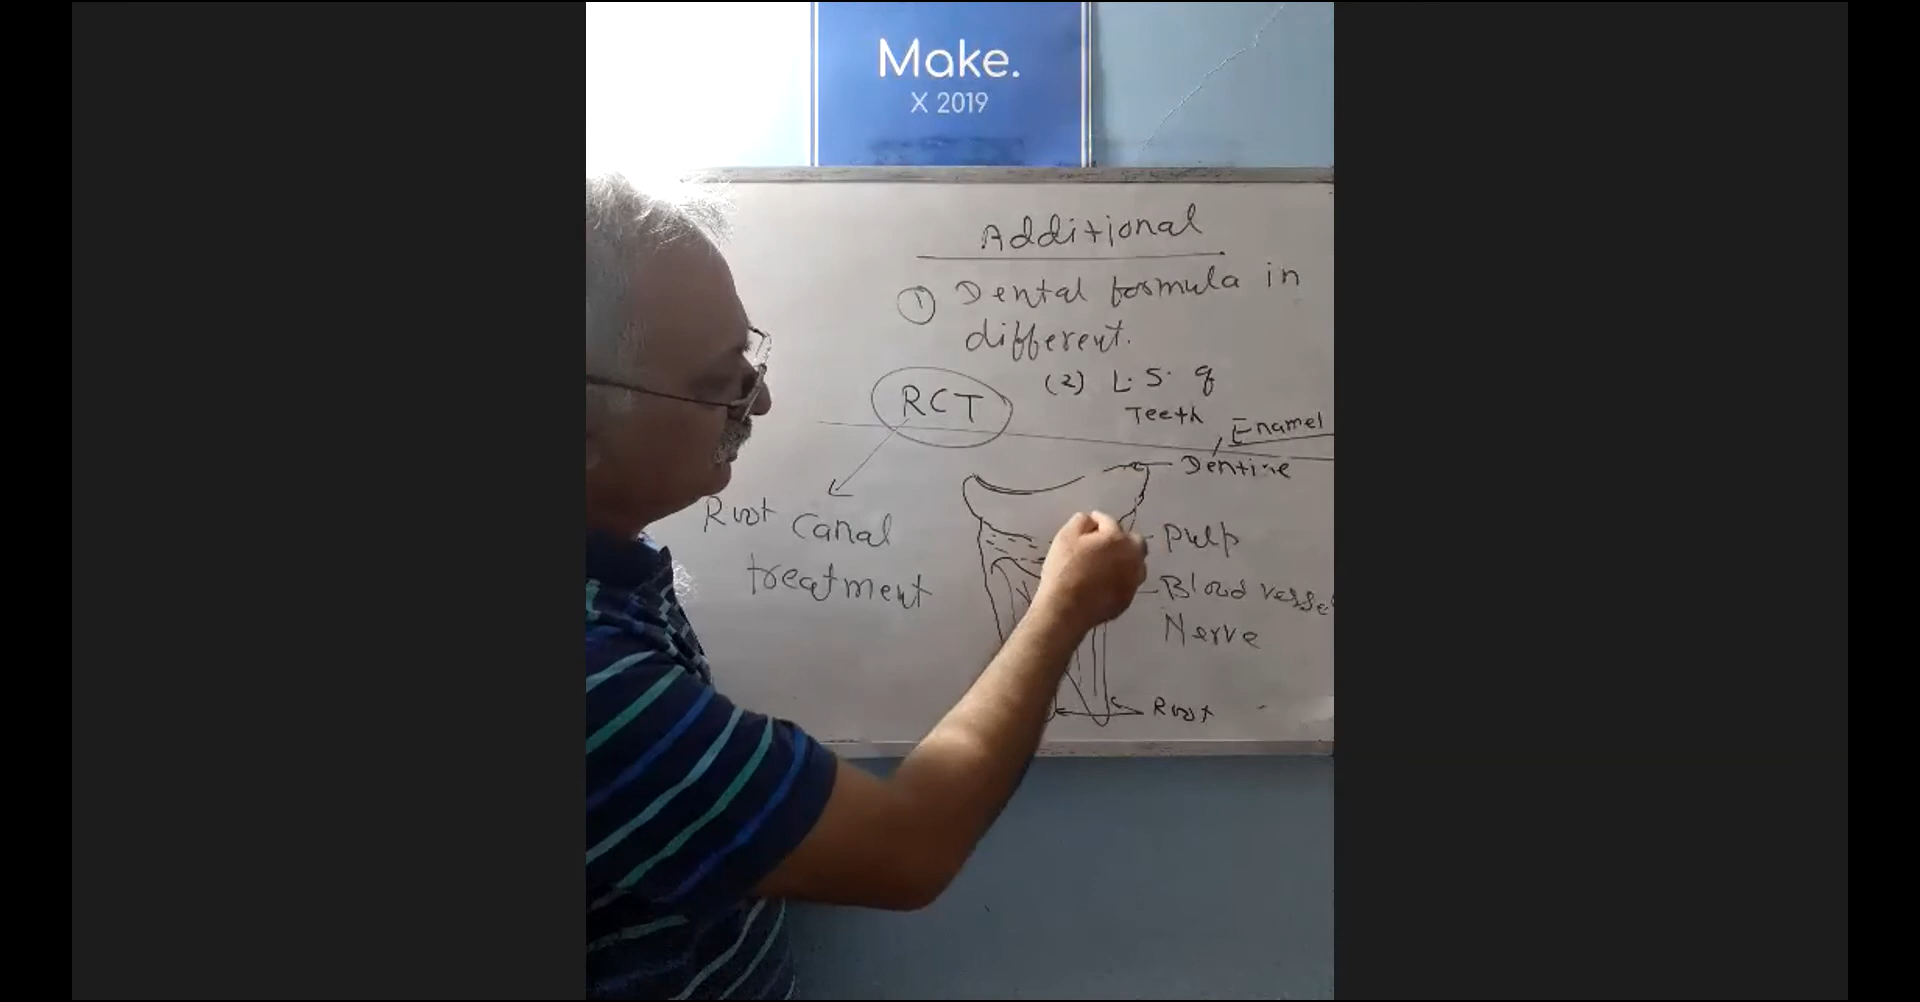 Make.
X 2019
Additional
① Dental formula in
different.
(2) L.S. of
Teeth
RCT
Enamel
Dentine
Root canal
treatment
Pulp
Blood vesse
Nerve
Root